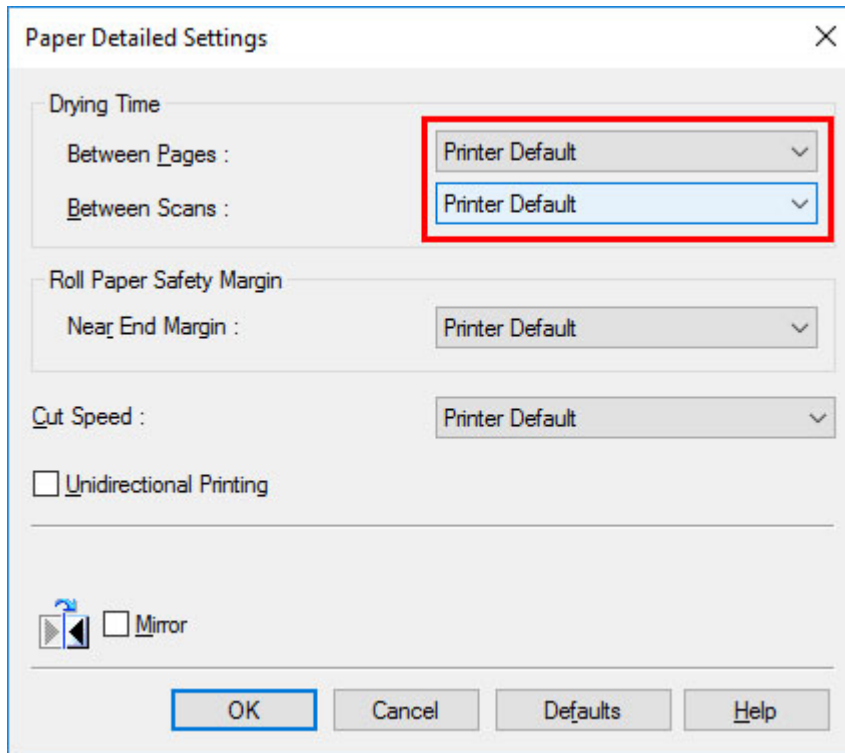 Paper Detailed Settings
Drying Time
Between Pages : Printer Default
Between Scans : Printer Default
Roll Paper Safety Margin
Near End Margin : Printer Default
Cut Speed : Printer Default
Unidirectional Printing
Mirror
OK Cancel Defaults Help